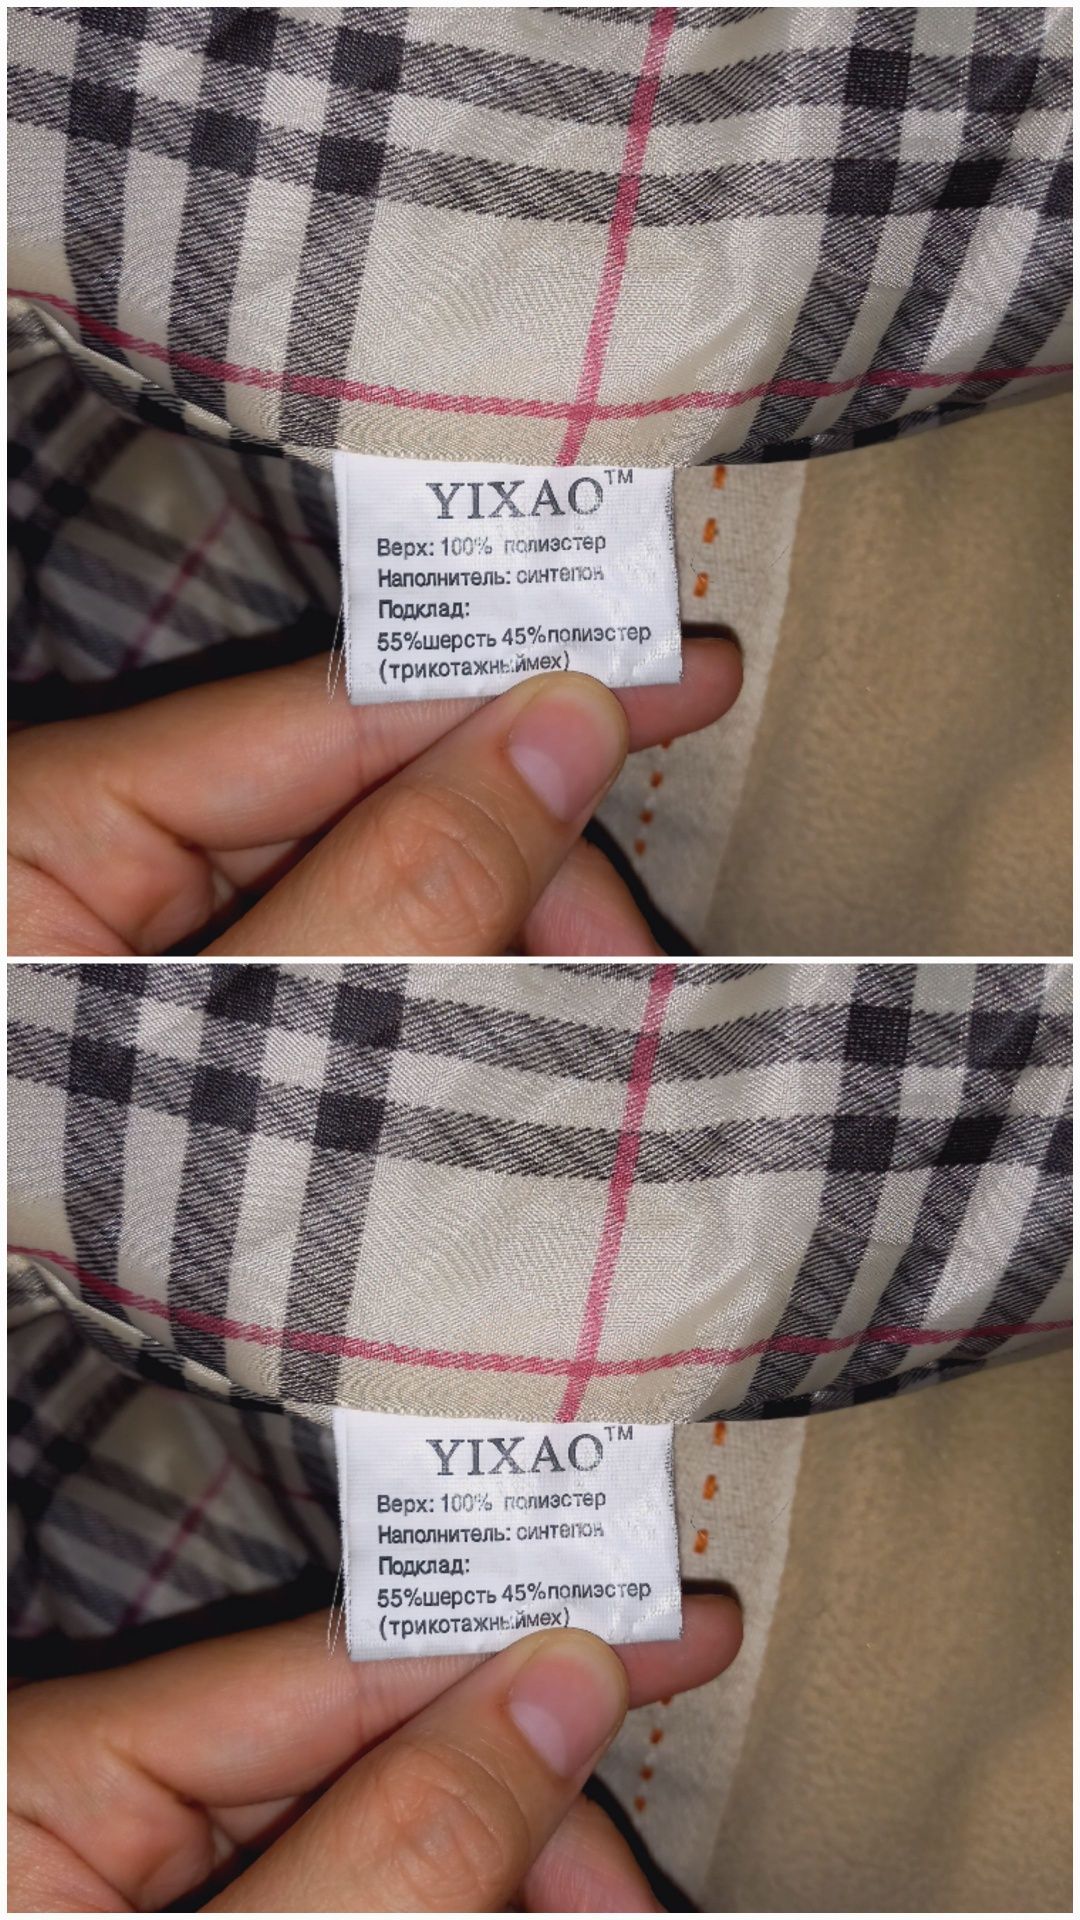 YIXAO™
Верх: 100% полиэстер
Наполнитель: синтепон
Подклад:
55%шерсть 45%полиэстер
(трикотажныймех)
YIXAO™
Верх: 100% полиэстер
Наполнитель: синтепон
Подклад:
55%шерсть 45%полиэстер
(трикотажныймех)